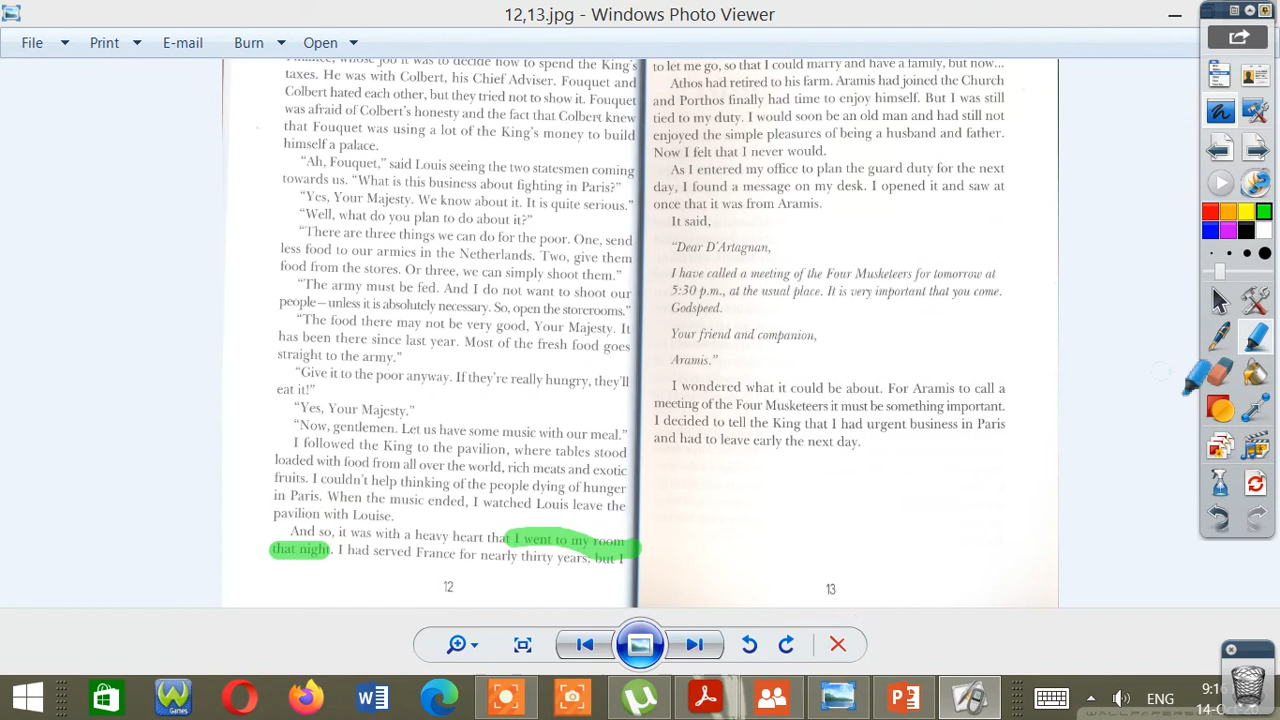 12,13.jpg - Windows Photo Viewer
File Print E-mail Burn Open
Finance, whose job it was to decide how to spend the King's
taxes. He was with Colbert, his Chief Adviser. Fouquet and
Colbert hated each other, but they tried not to show it. Fouquet
was afraid of Colbert's honesty and the fact that Colbert knew
that Fouquet was using a lot of the King's money to build
himself a palace.
“Ah, Fouquet,” said Louis seeing the two statesmen coming
towards us. “What is this business about fighting in Paris?”
“Yes, Your Majesty. We know about it. It is quite serious.”
“Well, what do you plan to do about it?”
“There are three things we can do for the poor. One, send
less food to our armies in the Netherlands. Two, give them
food from the stores. Or three, we can simply shoot them.”
“The army must be fed. And I do not want to shoot our
people – unless it is absolutely necessary. So, open the storerooms.”
“The food there may not be very good, Your Majesty. It
has been there since last year. Most of the fresh food goes
straight to the army.”
“Give it to the poor anyway. If they're really hungry, they'll
eat it!”
“Yes, Your Majesty.”
“Now, gentlemen. Let us have some music with our meal.”
I followed the King to the pavilion, where tables stood
loaded with food from all over the world, rich meats and exotic
fruits. I couldn't help thinking of the people dying of hunger
in Paris. When the music ended, I watched Louis leave the
pavilion with Louise.
And so, it was with a heavy heart that I went to my room
that night. I had served France for nearly thirty years, but I
12
to let me go, so that I could marry and have a family, but now...
Athos had retired to his farm. Aramis had joined the Church
and Porthos finally had time to enjoy himself. But I was still
tied to my duty. I would soon be an old man and had still not
enjoyed the simple pleasures of being a husband and father.
Now I felt that I never would.
As I entered my office to plan the guard duty for the next
day, I found a message on my desk. I opened it and saw at
once that it was from Aramis.
It said,
“Dear D'Artagnan,
I have called a meeting of the Four Musketeers for tomorrow at
5:30 p.m., at the usual place. It is very important that you come.
Godspeed.
Your friend and companion,
Aramis.”
I wondered what it could be about. For Aramis to call a
meeting of the Four Musketeers it must be something important.
I decided to tell the King that I had urgent business in Paris
and had to leave early the next day.
13
Games
ENG
9:16